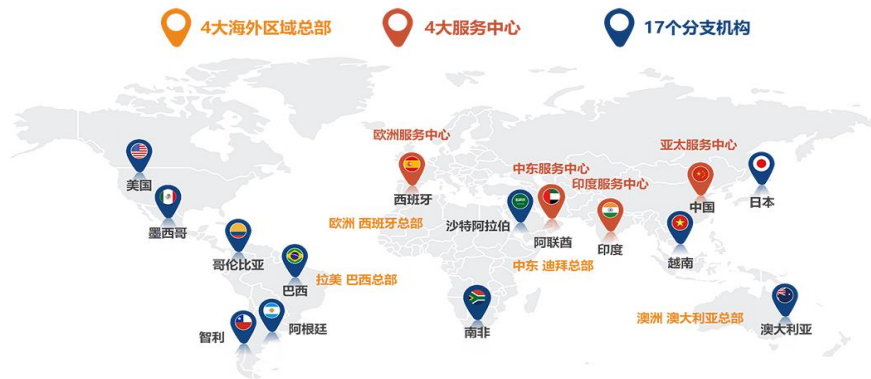 4大海外区域总部
4大服务中心
17个分支机构
欧洲服务中心
亚太服务中心
中东服务中心
印度服务中心
美国
西班牙
中国
日本
墨西哥
欧洲 西班牙总部
沙特阿拉伯
阿联酋
印度
哥伦比亚
越南
中东 迪拜总部
拉美 巴西总部
巴西
澳洲 澳大利亚总部
智利
阿根廷
南非
澳大利亚